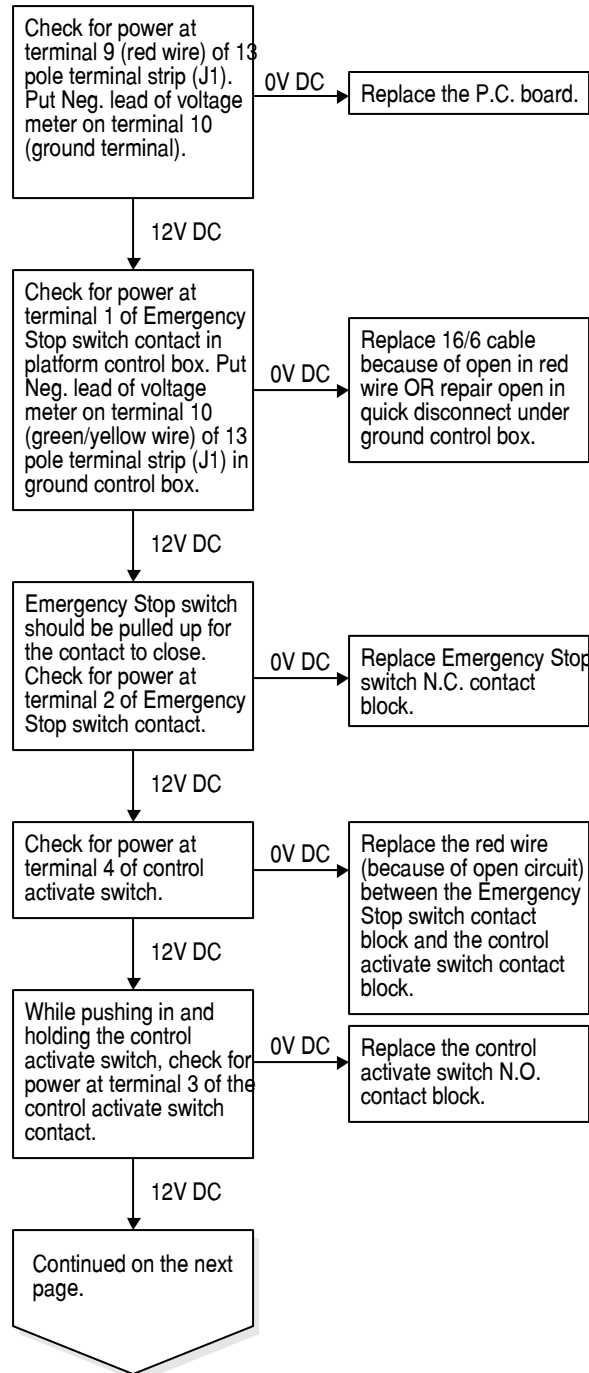 Check for power at
terminal 9 (red wire) of 13
pole terminal strip (J1).
Put Neg. lead of voltage
meter on terminal 10
(ground terminal).
0V DC
Replace the P.C. board.
12V DC
Check for power at
terminal 1 of Emergency
Stop switch contact in
platform control box. Put
Neg. lead of voltage
meter on terminal 10
(green/yellow wire) of 13
pole terminal strip (J1) in
ground control box.
0V DC
Replace 16/6 cable
because of open in red
wire OR repair open in
quick disconnect under
ground control box.
12V DC
Emergency Stop switch
should be pulled up for
the contact to close.
Check for power at
terminal 2 of Emergency
Stop switch contact.
0V DC
Replace Emergency Stop
switch N.C. contact
block.
12V DC
Check for power at
terminal 4 of control
activate switch.
0V DC
Replace the red wire
(because of open circuit)
between the Emergency
Stop switch contact
block and the control
activate switch contact
block.
12V DC
While pushing in and
holding the control
activate switch, check for
power at terminal 3 of the
control activate switch
contact.
0V DC
Replace the control
activate switch N.O.
contact block.
12V DC
Continued on the next
page.